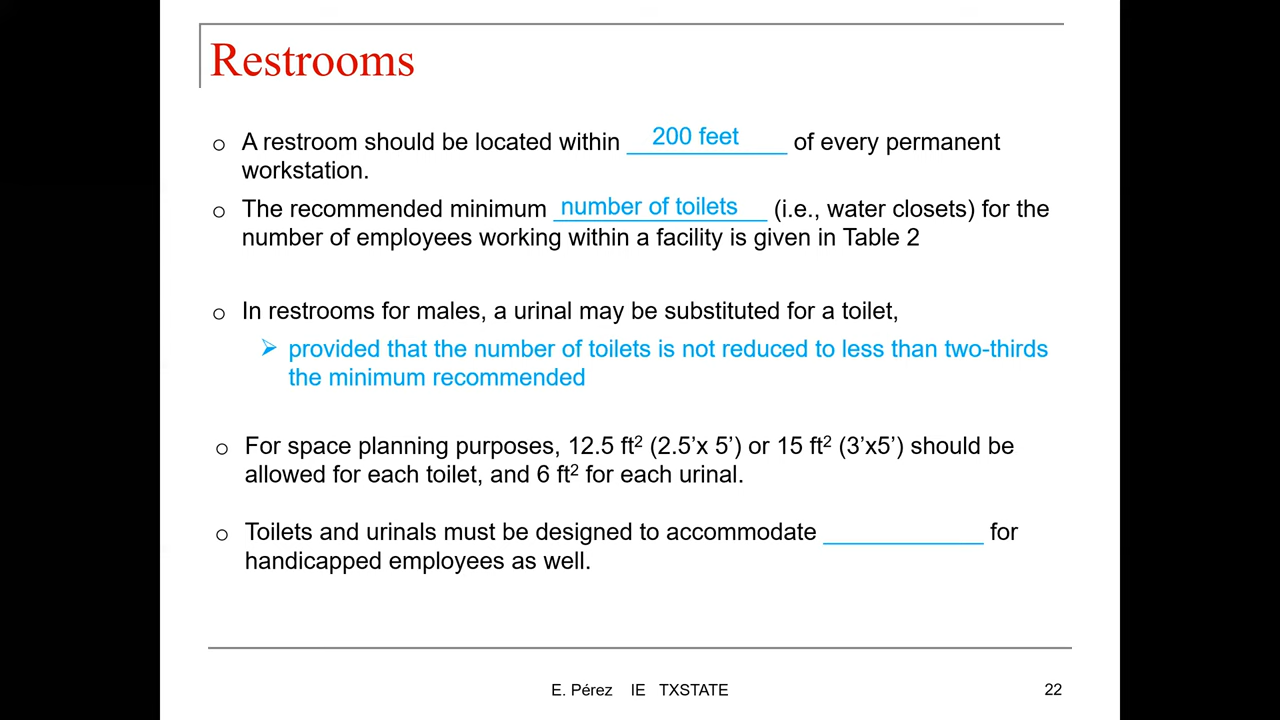 Restrooms
o A restroom should be located within 200 feet of every permanent
workstation.
o The recommended minimum number of toilets (i.e., water closets) for the
number of employees working within a facility is given in Table 2
o In restrooms for males, a urinal may be substituted for a toilet,
➢ provided that the number of toilets is not reduced to less than two-thirds
the minimum recommended
o For space planning purposes, 12.5 ft² (2.5’x 5’) or 15 ft² (3’x5’) should be
allowed for each toilet, and 6 ft² for each urinal.
o Toilets and urinals must be designed to accommodate ____________ for
handicapped employees as well.
E. Pérez IE TXSTATE
22